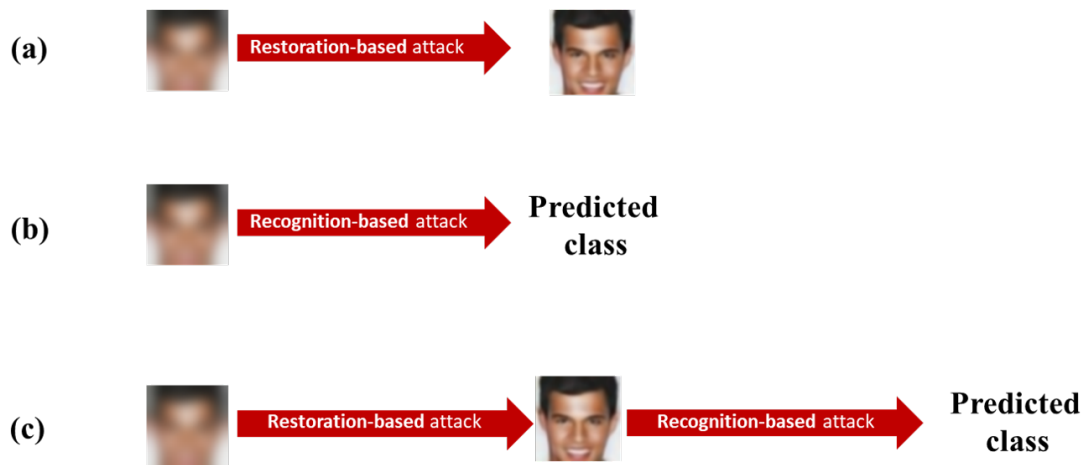 (a)
Restoration-based attack
(b)
Recognition-based attack
Predicted
class
(c)
Restoration-based attack
Recognition-based attack
Predicted
class